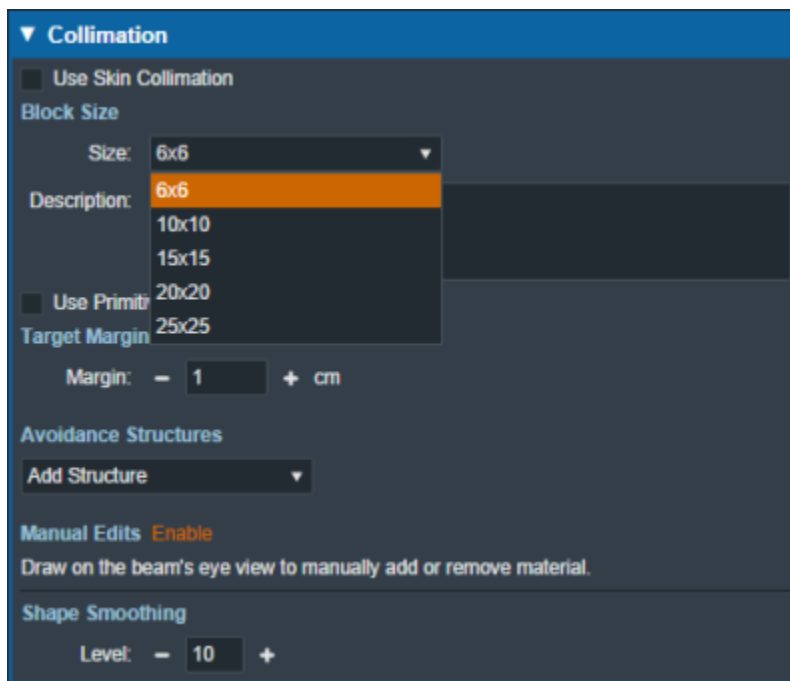 ▼ Collimation
Use Skin Collimation
Block Size
Size: 6x6
Description:
6x6
10x10
15x15
20x20
25x25
Use Primiti
Target Margin
Margin: − 1 + cm
Avoidance Structures
Add Structure
Manual Edits Enable
Draw on the beam's eye view to manually add or remove material.
Shape Smoothing
Level: − 10 +